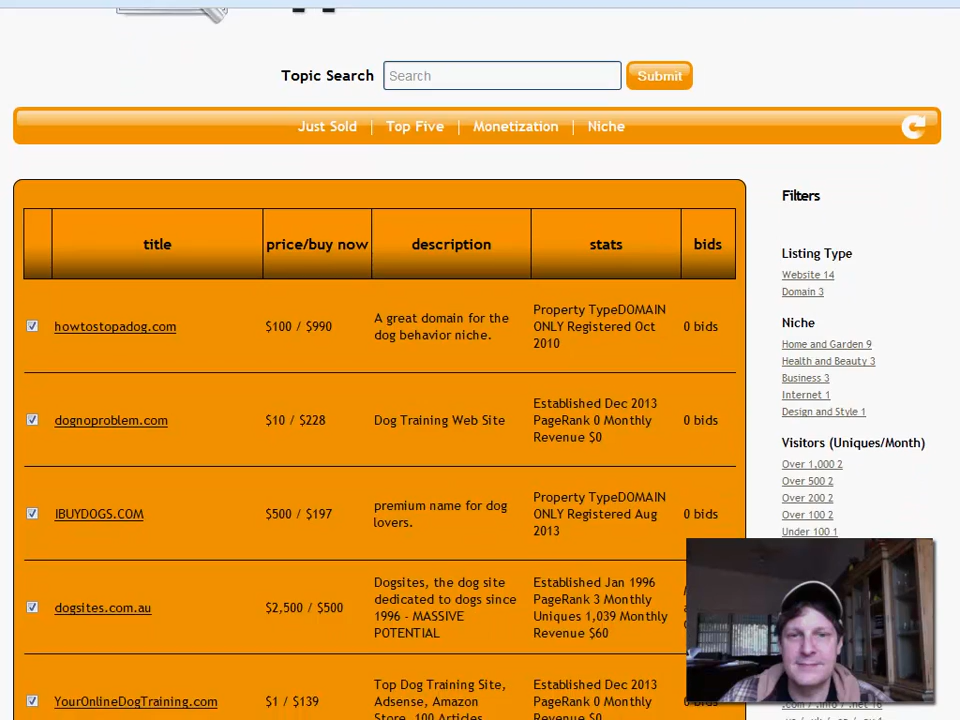 Topic Search Search Submit
Just Sold | Top Five | Monetization | Niche
Filters
title price/buy now description stats bids
Listing Type
Website 14
Domain 3
howtostopadog.com $100 / $990
A great domain for the
dog behavior niche.
Property TypeDOMAIN
ONLY Registered Oct
2010
0 bids
Niche
Home and Garden 9
Health and Beauty 3
Business 3
Internet 1
Design and Style 1
dognoproblem.com $10 / $228
Dog Training Web Site
Established Dec 2013
PageRank 0 Monthly
Revenue $0
0 bids
Visitors (Uniques/Month)
Over 1,000 2
Over 500 2
Over 200 2
Over 100 2
Under 100 1
IBUYDOGS.COM $500 / $197
premium name for dog
lovers.
Property TypeDOMAIN
ONLY Registered Aug
2013
0 bids
dogsites.com.au $2,500 / $500
Dogsites, the dog site
dedicated to dogs since
1996 - MASSIVE
POTENTIAL
Established Jan 1996
PageRank 3 Monthly
Uniques 1,039 Monthly
Revenue $60
YourOnlineDogTraining.com $1 / $139
Top Dog Training Site,
Adsense, Amazon
Store, 100 Articles
Established Dec 2013
PageRank 0 Monthly
Revenue $0